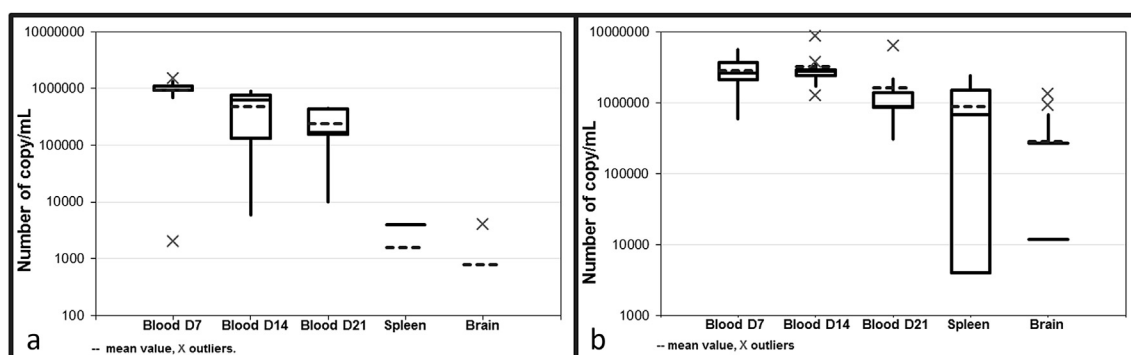 Number of copy/mL
10000000
1000000
100000
10000
1000
100
Blood D7 Blood D14 Blood D21 Spleen Brain
-- mean value, X outliers.
a
Number of copy/mL
10000000
1000000
100000
10000
1000
Blood D7 Blood D14 Blood D21 Spleen Brain
-- mean value, X outliers
b